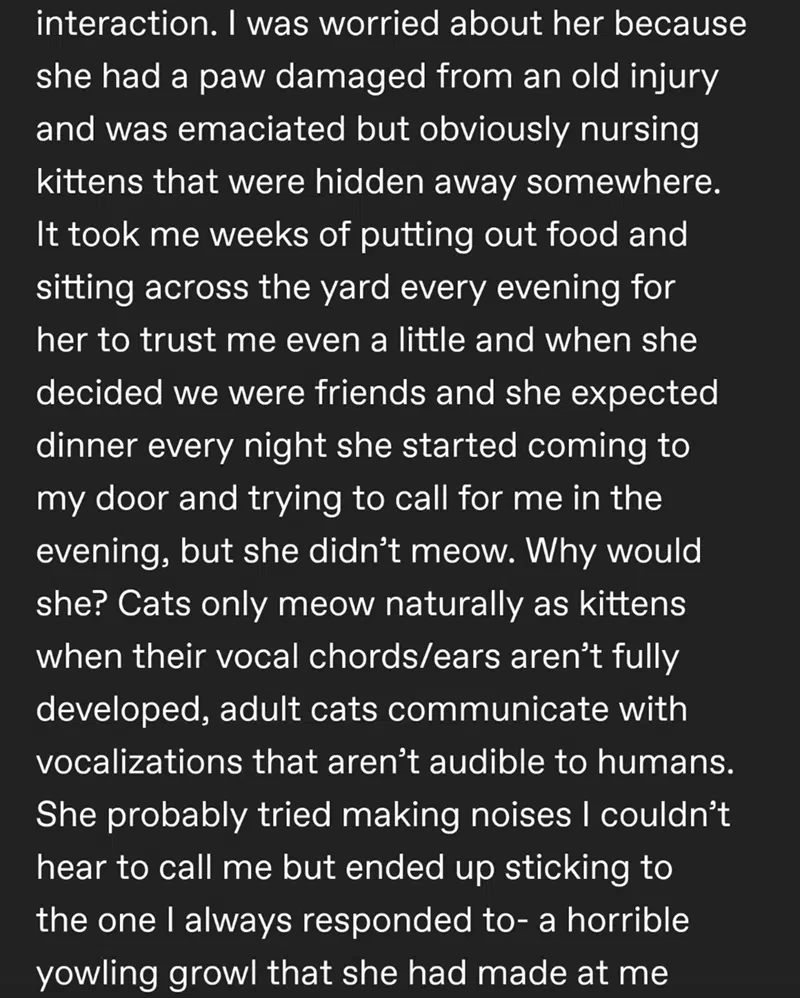 interaction. I was worried about her because
she had a paw damaged from an old injury
and was emaciated but obviously nursing
kittens that were hidden away somewhere.
It took me weeks of putting out food and
sitting across the yard every evening for
her to trust me even a little and when she
decided we were friends and she expected
dinner every night she started coming to
my door and trying to call for me in the
evening, but she didn’t meow. Why would
she? Cats only meow naturally as kittens
when their vocal chords/ears aren’t fully
developed, adult cats communicate with
vocalizations that aren’t audible to humans.
She probably tried making noises I couldn’t
hear to call me but ended up sticking to
the one I always responded to- a horrible
yowling growl that she had made at me